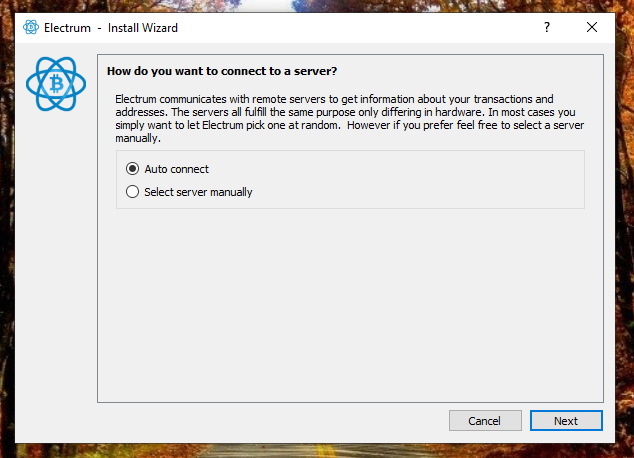 Electrum - Install Wizard
?
How do you want to connect to a server?
Electrum communicates with remote servers to get information about your transactions and
addresses. The servers all fulfill the same purpose only differing in hardware. In most cases you
simply want to let Electrum pick one at random.  However if you prefer feel free to select a server
manually.
Auto connect
Select server manually
Cancel
Next